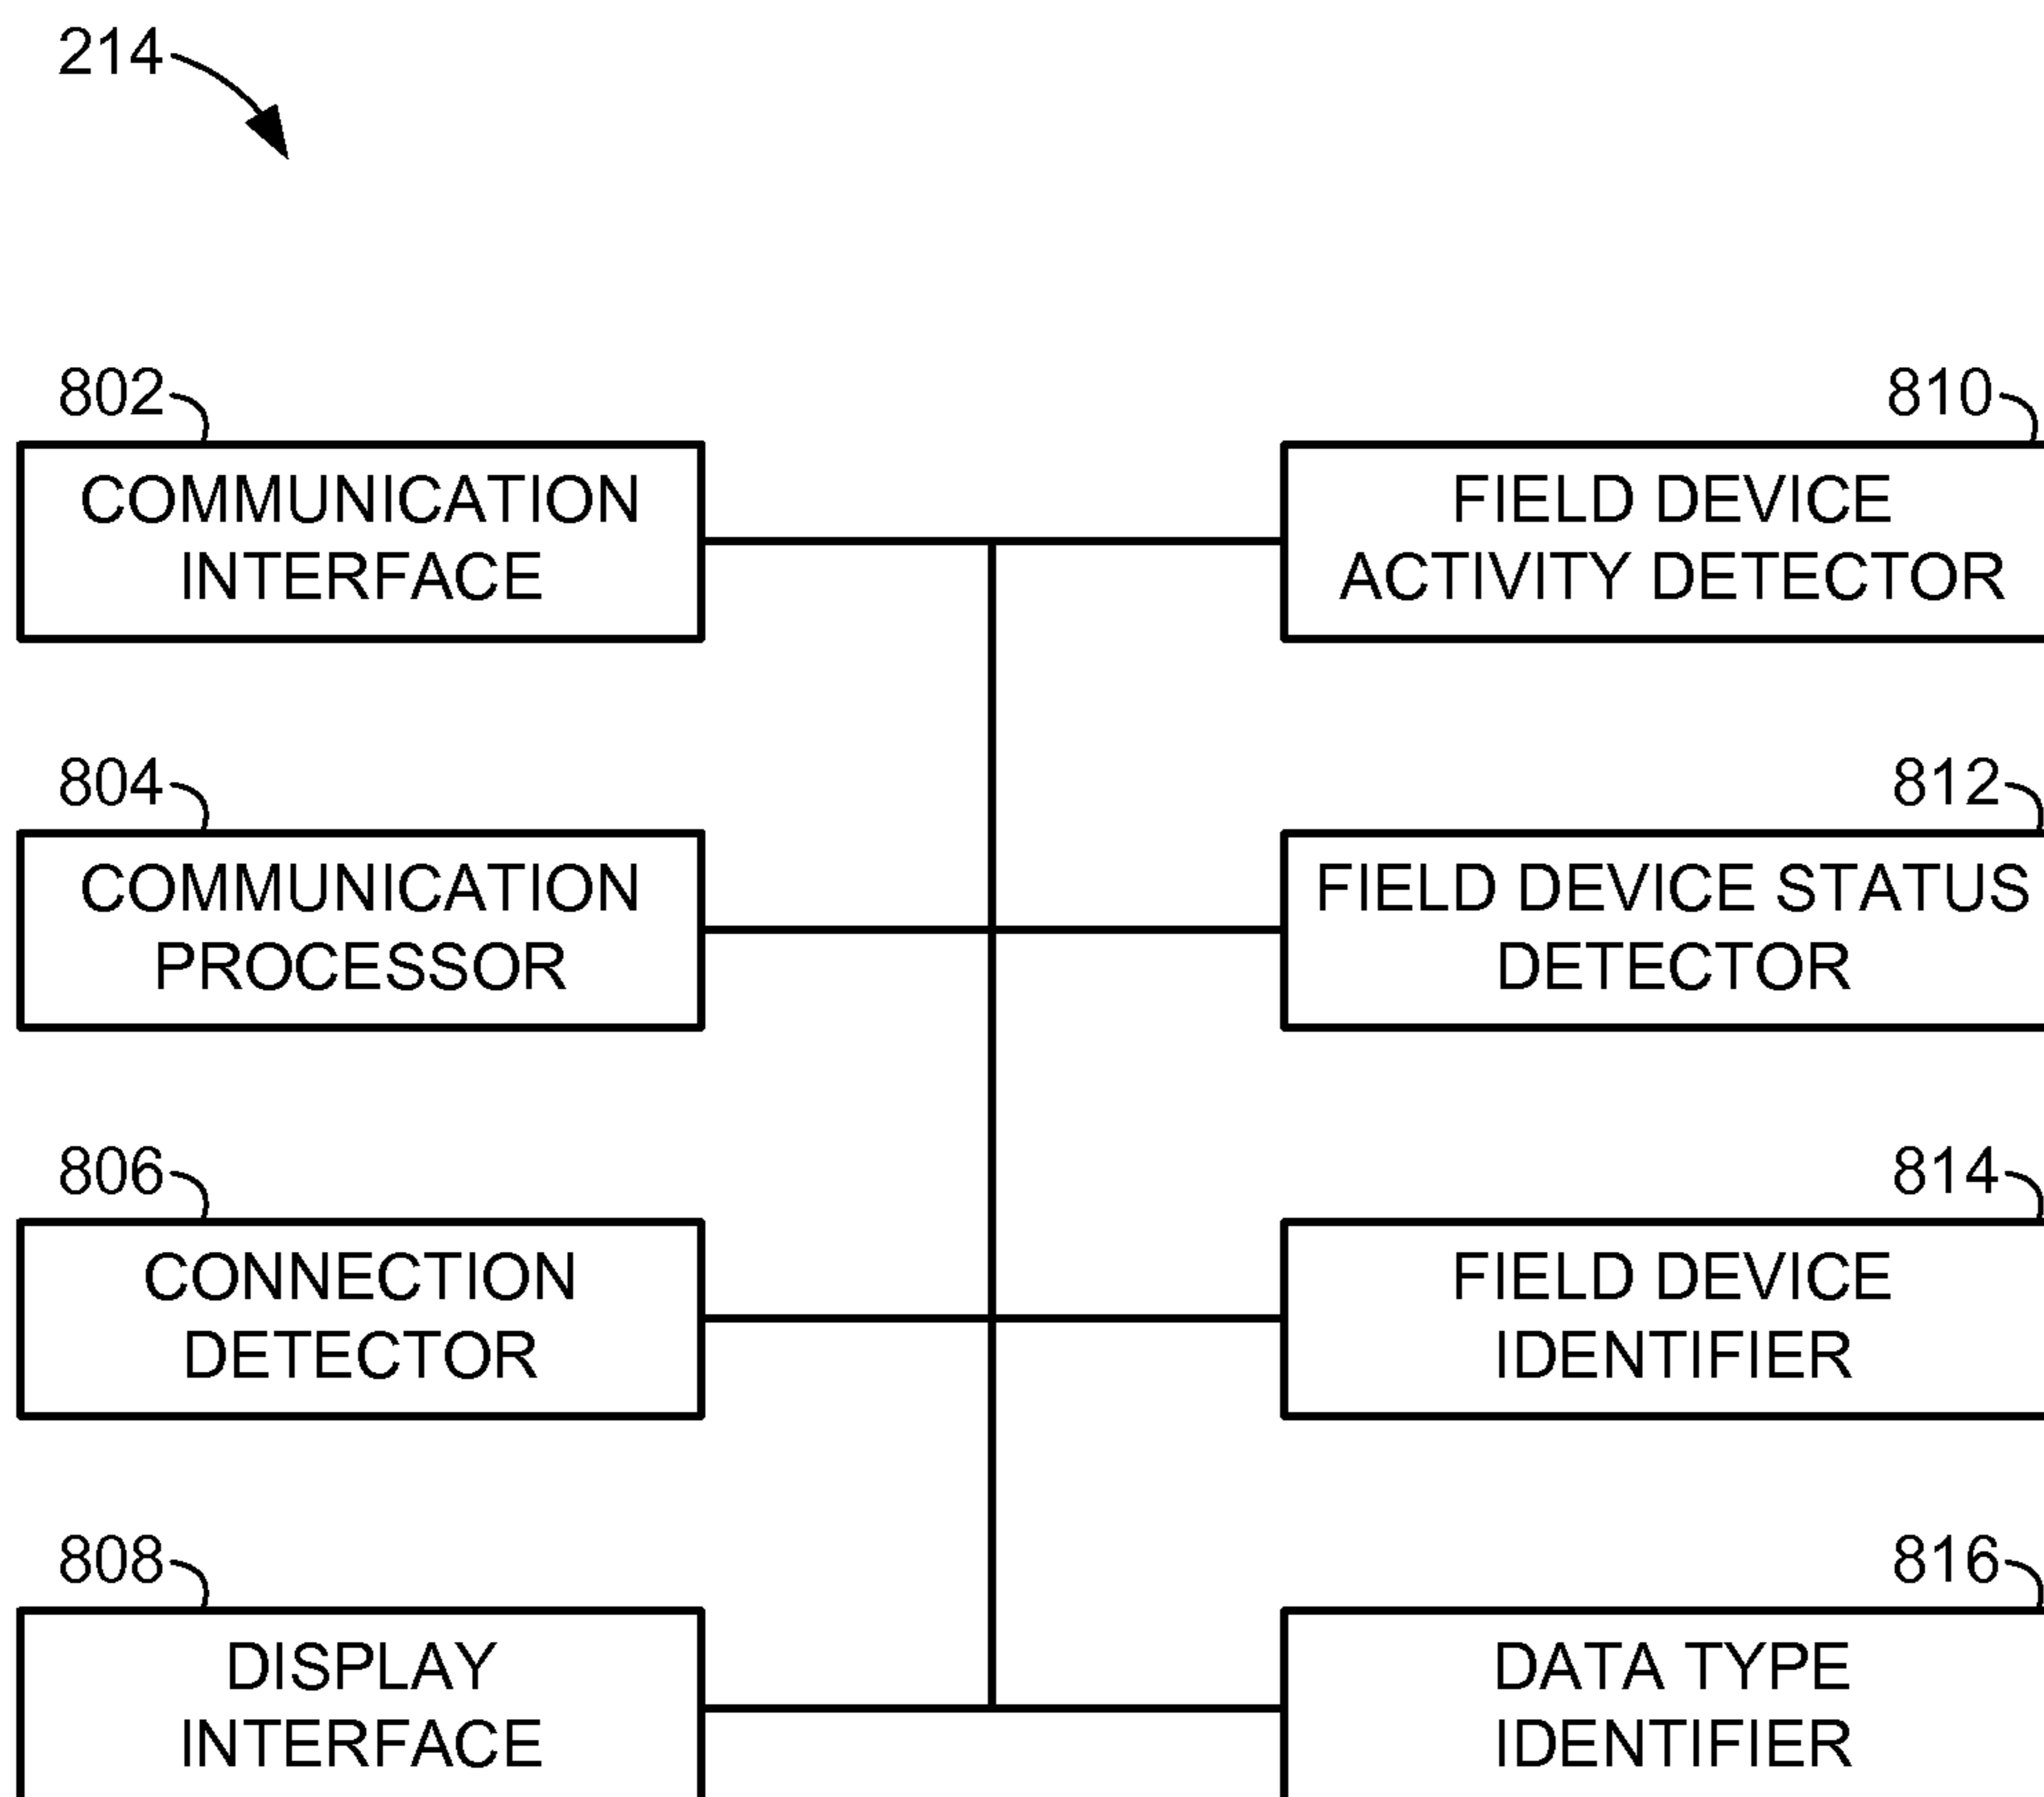 214
802
COMMUNICATION
INTERFACE
810
FIELD DEVICE
ACTIVITY DETECTOR
804
COMMUNICATION
PROCESSOR
812
FIELD DEVICE STATUS
DETECTOR
806
CONNECTION
DETECTOR
814
FIELD DEVICE
IDENTIFIER
808
DISPLAY
INTERFACE
816
DATA TYPE
IDENTIFIER